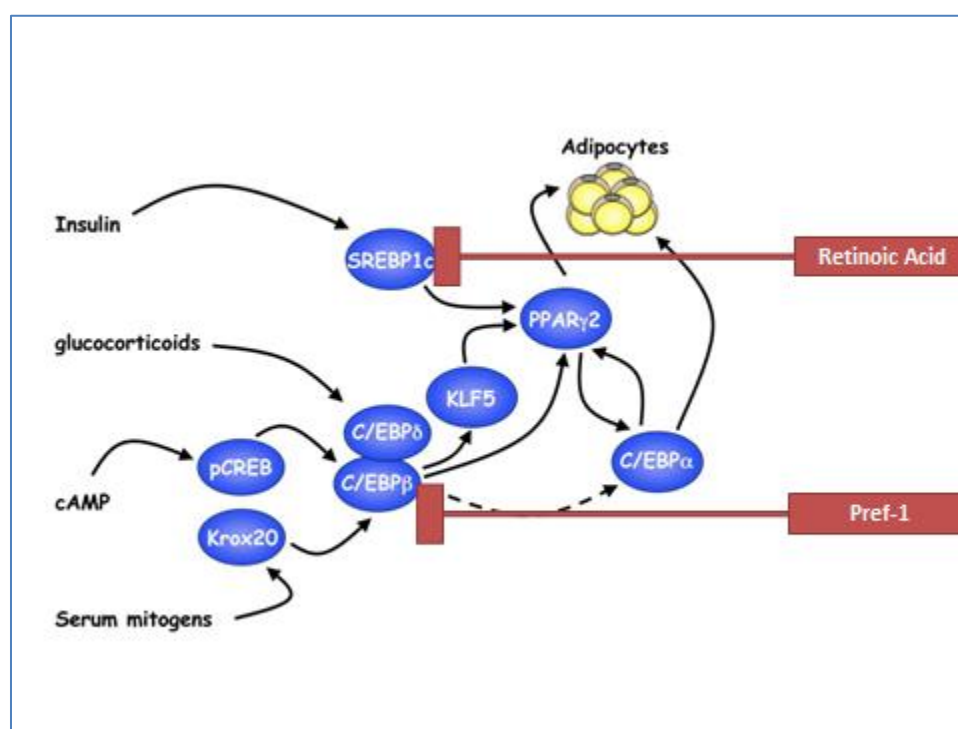 Adipocytes
Insulin
SREBP1c
Retinoic Acid
PPARγ2
glucocorticoids
KLF5
C/EBPδ
pCREB
C/EBPβ
C/EBPα
cAMP
Krox20
Pref-1
Serum mitogens